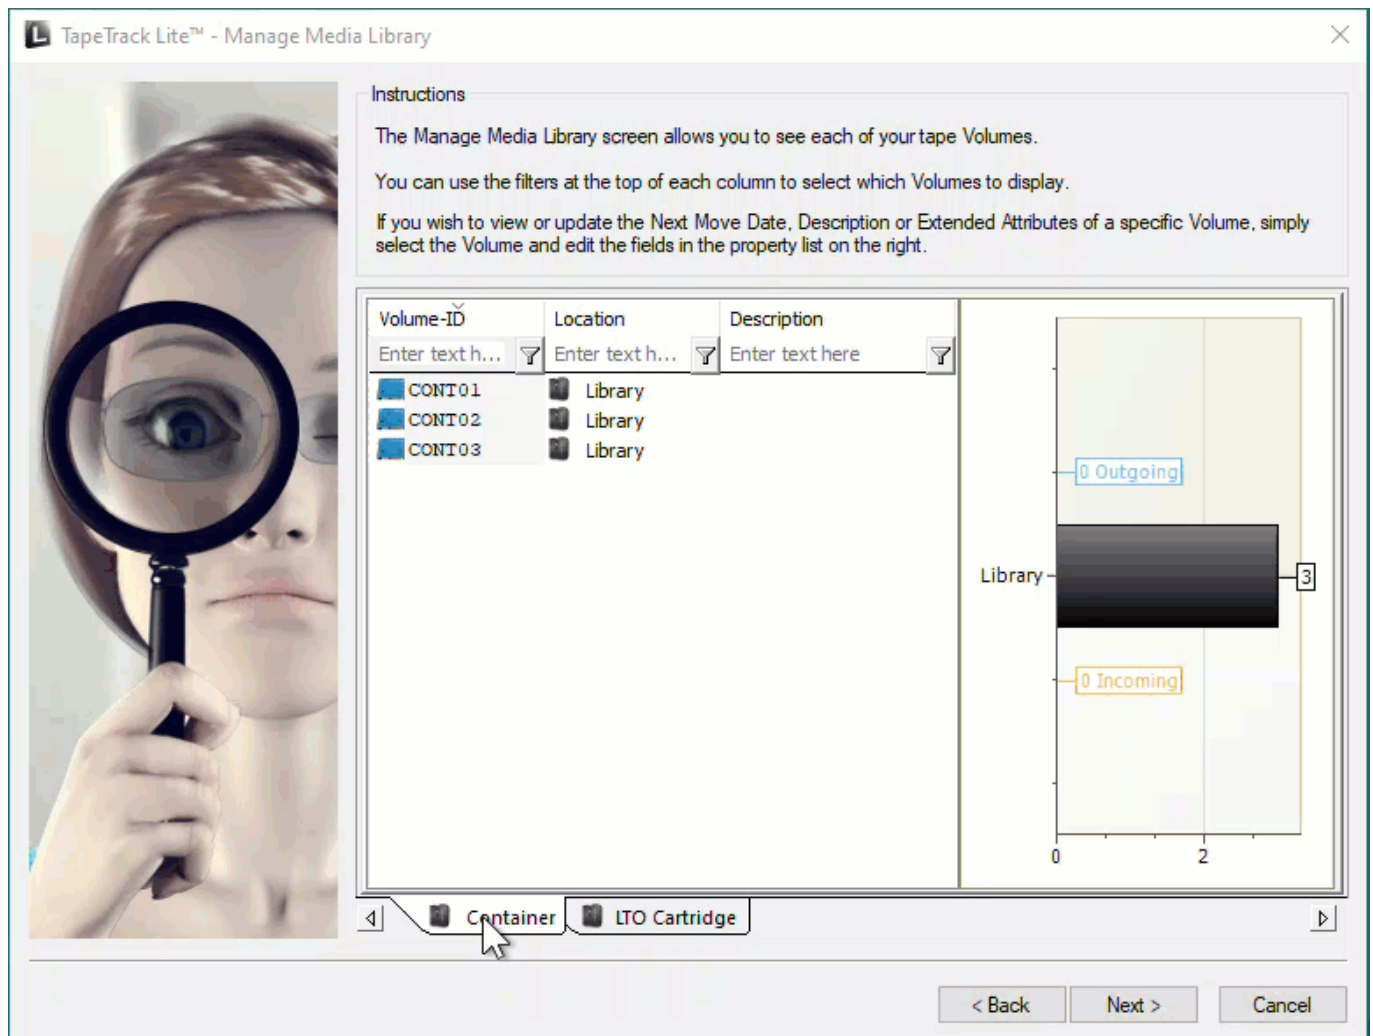 TapeTrack Lite™ - Manage Media Library
Instructions
The Manage Media Library screen allows you to see each of your tape Volumes.
You can use the filters at the top of each column to select which Volumes to display.
If you wish to view or update the Next Move Date, Description or Extended Attributes of a specific Volume, simply
select the Volume and edit the fields in the property list on the right.
Volume-ID Location Description
Enter text h... Enter text h... Enter text here
CONT01 Library
CONT02 Library
CONT03 Library
0 Outgoing
Library 3
0 Incoming
0 2
Container LTO Cartridge
< Back Next > Cancel